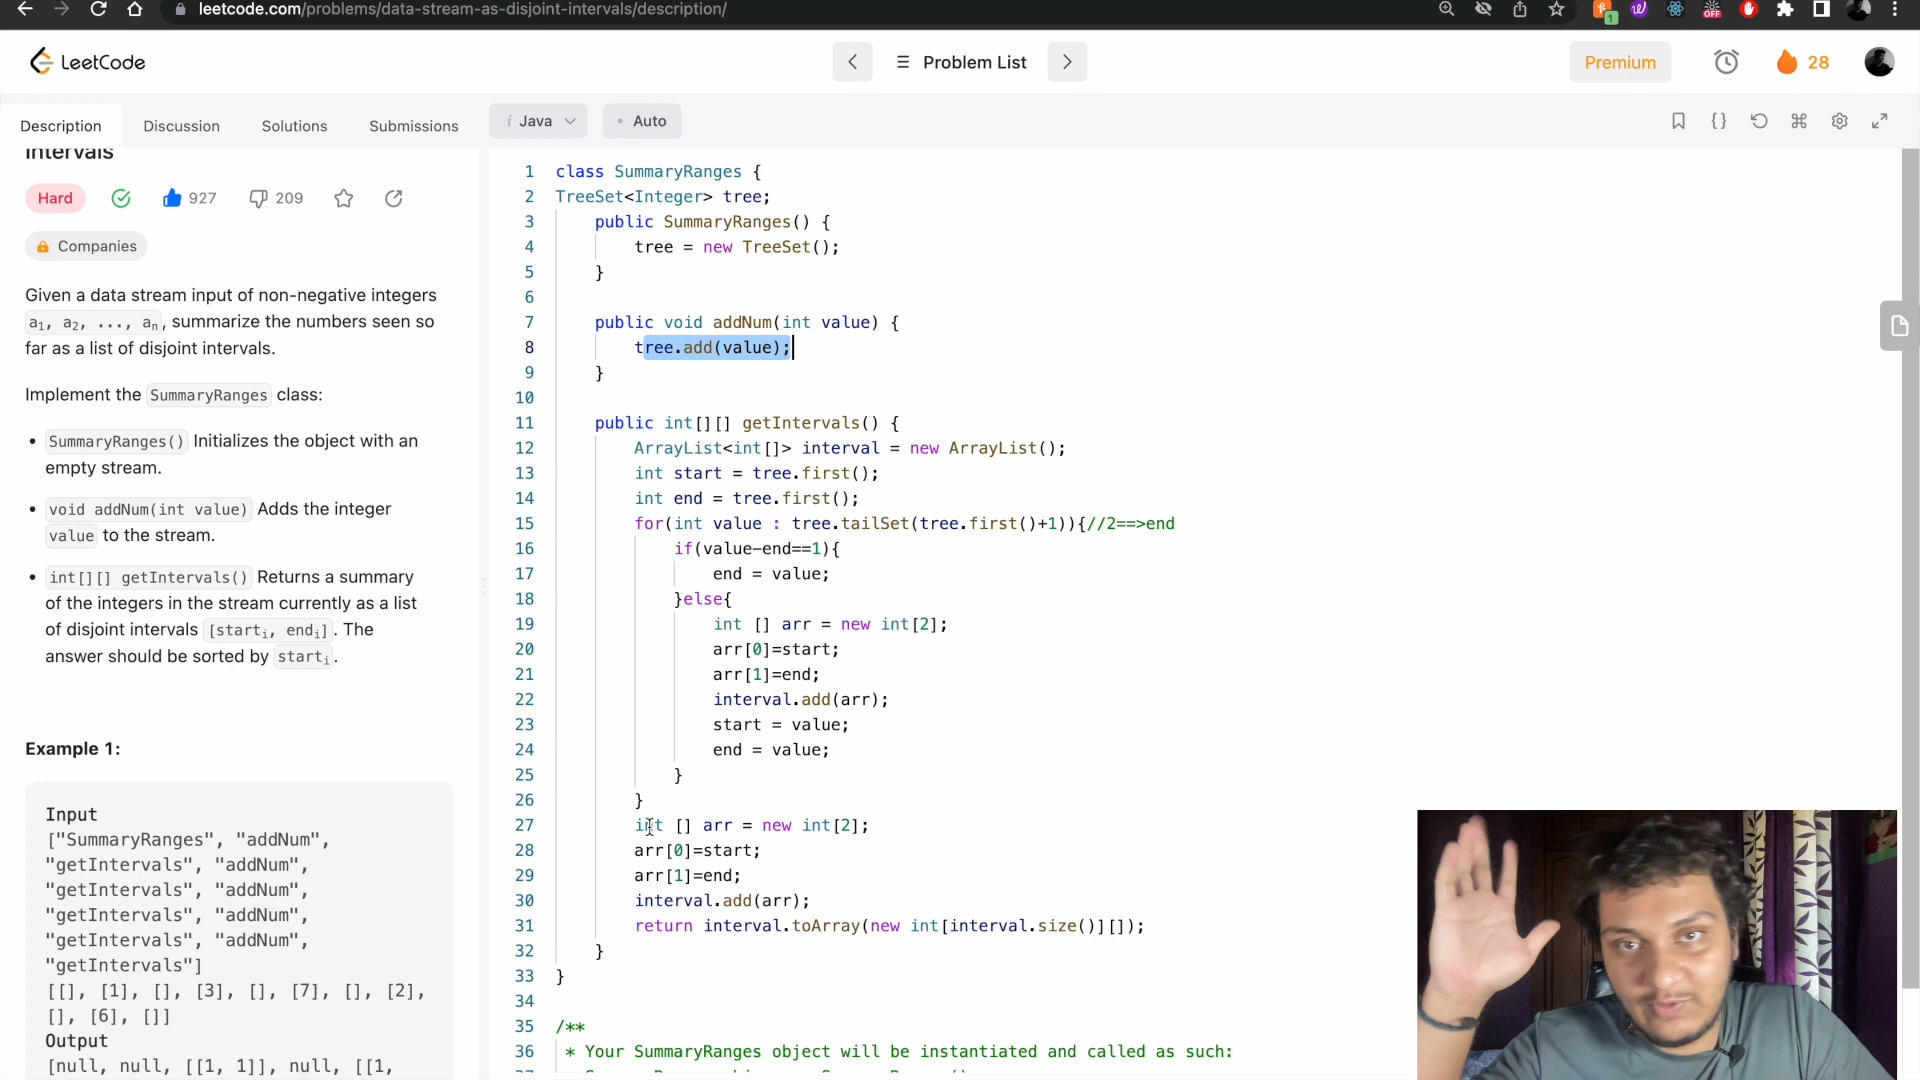 leetcode.com/problems/data-stream-as-disjoint-intervals/description/
1
OFF
LeetCode
Problem List
Premium
28
Description
Discussion
Solutions
Submissions
i Java
Auto
Intervals
Hard
927
209
Companies
Given a data stream input of non-negative integers
a1, a2, ..., an, summarize the numbers seen so
far as a list of disjoint intervals.
Implement the SummaryRanges class:
• SummaryRanges() Initializes the object with an
empty stream.
• void addNum(int value) Adds the integer
value to the stream.
• int[][] getIntervals() Returns a summary
of the integers in the stream currently as a list
of disjoint intervals [starti, endi]. The
answer should be sorted by starti.
Example 1:
Input
["SummaryRanges", "addNum",
"getIntervals", "addNum",
"getIntervals", "addNum",
"getIntervals", "addNum",
"getIntervals", "addNum",
"getIntervals"]
[[], [1], [], [3], [], [7], [], [2],
[], [6], []]
Output
[null, null, [[1, 1]], null, [[1,
1 class SummaryRanges {
2 TreeSet<Integer> tree;
3 public SummaryRanges() {
4 tree = new TreeSet();
5 }
6
7 public void addNum(int value) {
8 tree.add(value);
9 }
10
11 public int[][] getIntervals() {
12 ArrayList<int[]> interval = new ArrayList();
13 int start = tree.first();
14 int end = tree.first();
15 for(int value : tree.tailSet(tree.first()+1)){//2==>end
16 if(value-end==1){
17 end = value;
18 }else{
19 int [] arr = new int[2];
20 arr[0]=start;
21 arr[1]=end;
22 interval.add(arr);
23 start = value;
24 end = value;
25 }
26 }
27 int [] arr = new int[2];
28 arr[0]=start;
29 arr[1]=end;
30 interval.add(arr);
31 return interval.toArray(new int[interval.size()][]);
32 }
33 }
34
35 /**
36 * Your SummaryRanges object will be instantiated and called as such: